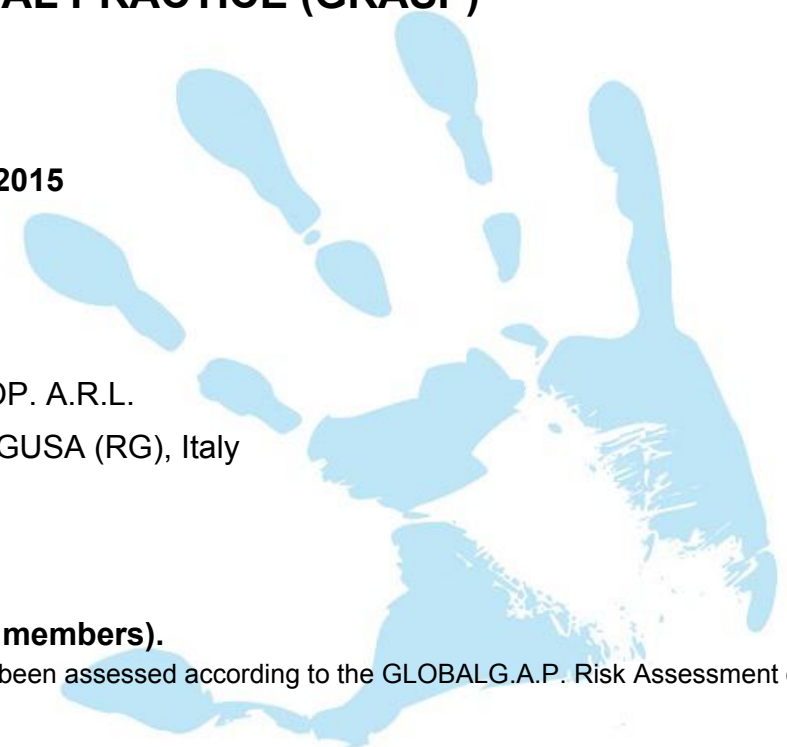 AL PRACTICE (GRASP)
2015
OP. A.R.L.
GUSA (RG), Italy
members).
been assessed according to the GLOBALG.A.P. Risk Assessment